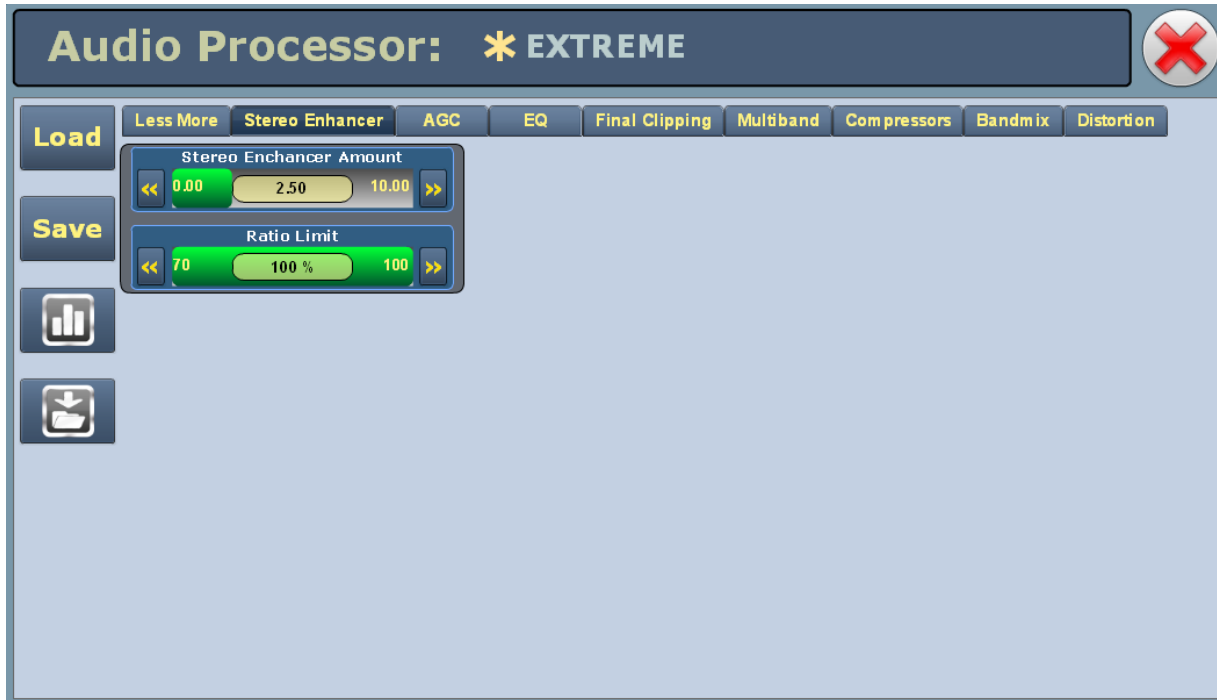 Audio Processor: * EXTREME
Load
Save
Less More Stereo Enhancer AGC EQ Final Clipping Multiband Compressors Bandmix Distortion
Stereo Enchancer Amount
<< 0.00 2.50 10.00 >>
Ratio Limit
<< 70 100 % 100 >>